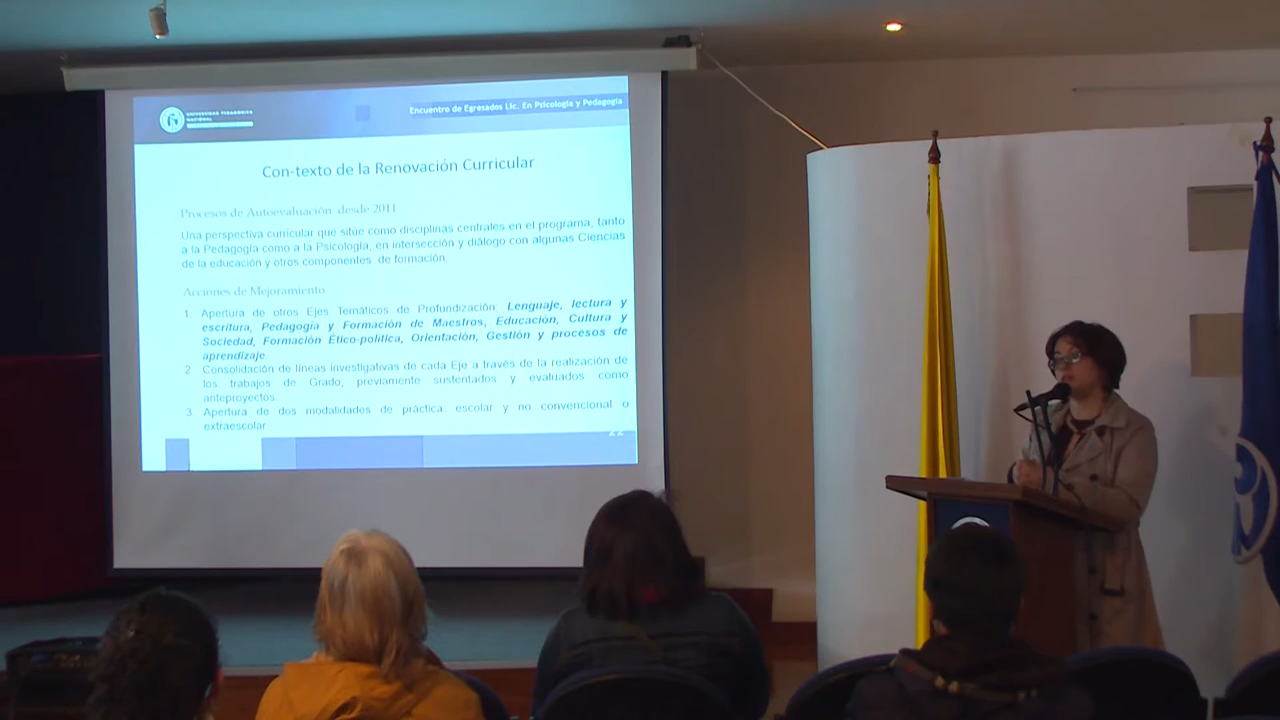 UNIVERSIDAD PEDAGOGICA
NACIONAL
Encuentro de Egresados Lic. En Psicología y Pedagogía
Con-texto de la Renovación Curricular
Procesos de Autoevaluación desde 2011
Una perspectiva curricular que sitúe como disciplinas centrales en el programa, tanto
a la Pedagogía como a la Psicología, en intersección y diálogo con algunas Ciencias
de la educación y otros componentes de formación.
Acciones de Mejoramiento
1. Apertura de otros Ejes Temáticos de Profundización: Lenguaje, lectura y
escritura, Pedagogía y Formación de Maestros, Educación, Cultura y
Sociedad, Formación Ético-política, Orientación, Gestión y procesos de
aprendizaje
2 Consolidación de líneas investigativas de cada Eje a través de la realización de
los trabajos de Grado, previamente sustentados y evaluados como
anteproyectos
3. Apertura de dos modalidades de práctica: escolar y no convencional o
extraescolar
22